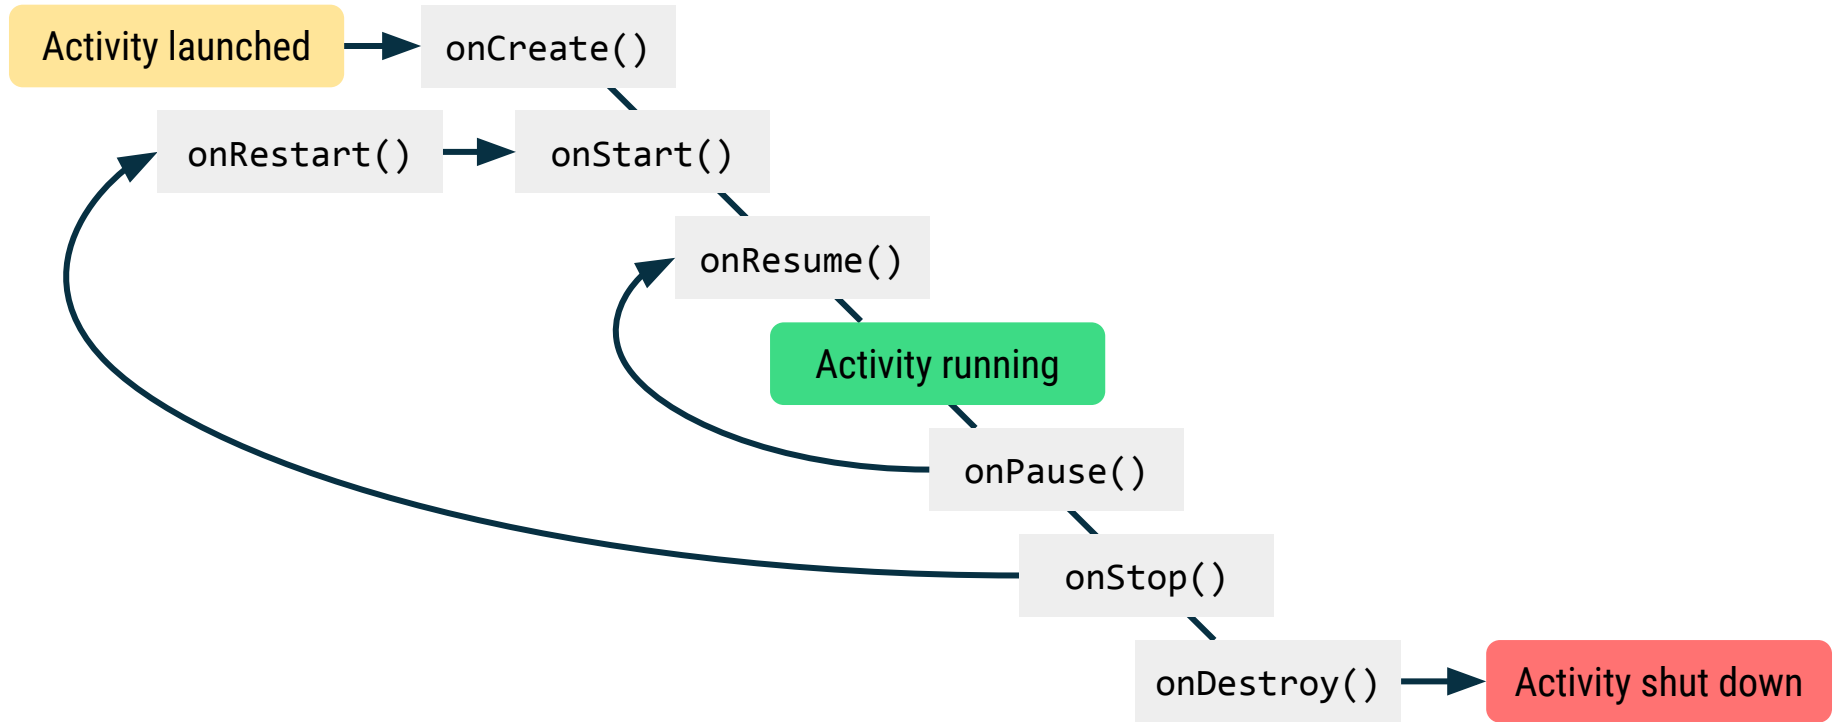 Activity launched
onCreate()
onRestart()
onStart()
onResume()
Activity running
onPause()
onStop()
onDestroy()
Activity shut down